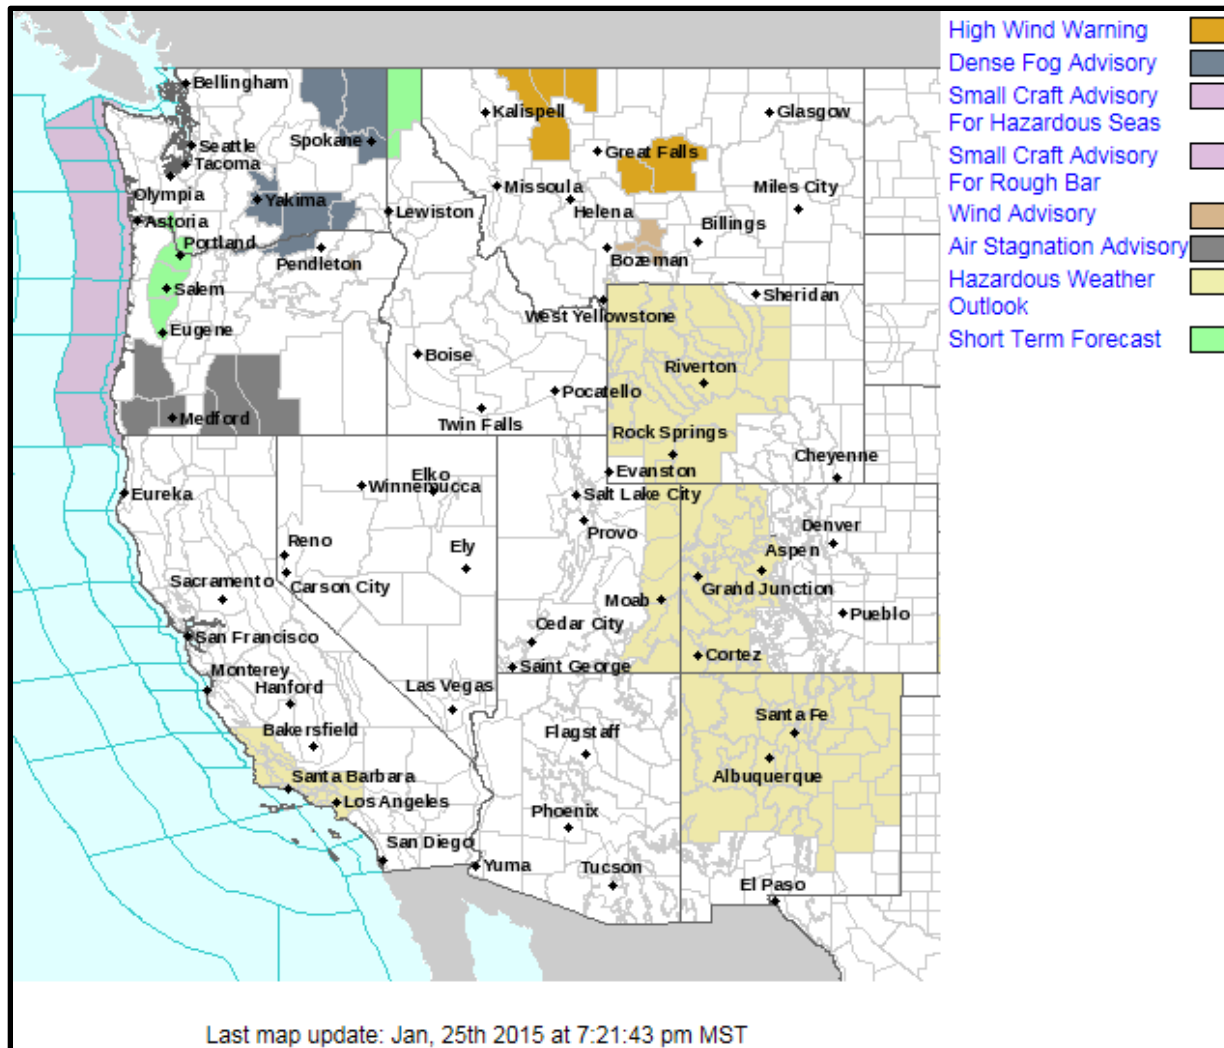 High Wind Warning
Dense Fog Advisory
Small Craft Advisory
For Hazardous Seas
Small Craft Advisory
For Rough Bar
Wind Advisory
Air Stagnation Advisory
Hazardous Weather
Outlook
Short Term Forecast
Bellingham
Seattle
Tacoma
Olympia
Spokane
Yakima
Astoria
Portland
Pendleton
Lewiston
Salem
Eugene
Medford
Kalispell
Glasgow
Great Falls
Missoula
Helena
Miles City
Billings
Bozeman
West Yellowstone
Sheridan
Boise
Pocatello
Twin Falls
Riverton
Rock Springs
Evanston
Cheyenne
Eureka
Winnemucca
Elko
Reno
Carson City
Ely
Salt Lake City
Provo
Denver
Aspen
Grand Junction
Moab
Pueblo
Cortez
Sacramento
San Francisco
Monterey
Hanford
Bakersfield
Las Vegas
Cedar City
Saint George
Santa Barbara
Los Angeles
San Diego
Flagstaff
Phoenix
Yuma
Tucson
Santa Fe
Albuquerque
El Paso
Last map update: Jan, 25th 2015 at 7:21:43 pm MST